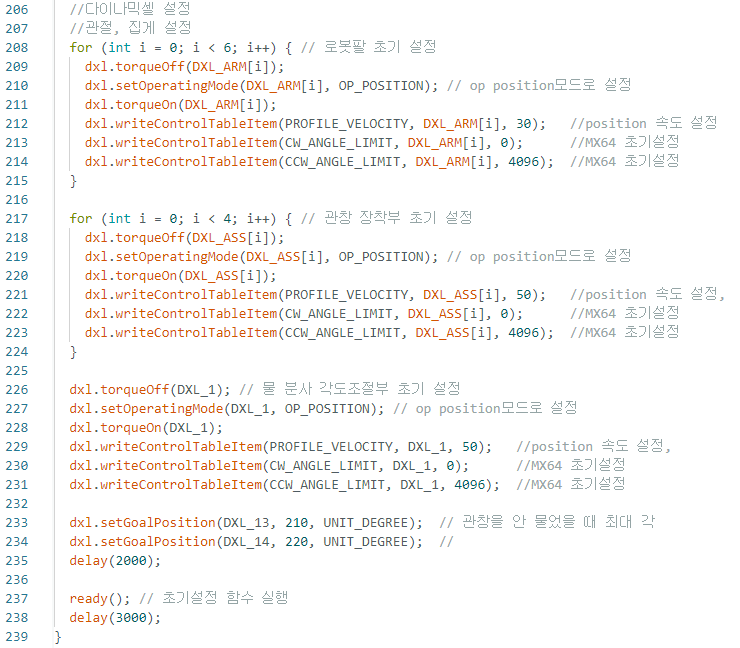 206 //다이나믹셀 설정
207 //관절, 집게 설정
208 for (int i = 0; i < 6; i++) { // 로봇팔 초기 설정
209 dxl.torqueOff(DXL_ARM[i]);
210 dxl.setOperatingMode(DXL_ARM[i], OP_POSITION); // op position모드로 설정
211 dxl.torqueOn(DXL_ARM[i]);
212 dxl.writeControlTableItem(PROFILE_VELOCITY, DXL_ARM[i], 30); //position 속도 설정
213 dxl.writeControlTableItem(CW_ANGLE_LIMIT, DXL_ARM[i], 0); //MX64 초기설정
214 dxl.writeControlTableItem(CCW_ANGLE_LIMIT, DXL_ARM[i], 4096); //MX64 초기설정
215 }
216
217 for (int i = 0; i < 4; i++) { // 관창 장착부 초기 설정
218 dxl.torqueOff(DXL_ASS[i]);
219 dxl.setOperatingMode(DXL_ASS[i], OP_POSITION); // op position모드로 설정
220 dxl.torqueOn(DXL_ASS[i]);
221 dxl.writeControlTableItem(PROFILE_VELOCITY, DXL_ASS[i], 50); //position 속도 설정,
222 dxl.writeControlTableItem(CW_ANGLE_LIMIT, DXL_ASS[i], 0); //MX64 초기설정
223 dxl.writeControlTableItem(CCW_ANGLE_LIMIT, DXL_ASS[i], 4096); //MX64 초기설정
224 }
225
226 dxl.torqueOff(DXL_1); // 물 분사 각도조절부 초기 설정
227 dxl.setOperatingMode(DXL_1, OP_POSITION); // op position모드로 설정
228 dxl.torqueOn(DXL_1);
229 dxl.writeControlTableItem(PROFILE_VELOCITY, DXL_1, 50); //position 속도 설정,
230 dxl.writeControlTableItem(CW_ANGLE_LIMIT, DXL_1, 0); //MX64 초기설정
231 dxl.writeControlTableItem(CCW_ANGLE_LIMIT, DXL_1, 4096); //MX64 초기설정
232
233 dxl.setGoalPosition(DXL_13, 210, UNIT_DEGREE); // 관창을 안 물었을 때 최대 각
234 dxl.setGoalPosition(DXL_14, 220, UNIT_DEGREE); //
235 delay(2000);
236
237 ready(); // 초기설정 함수 실행
238 delay(3000);
239 }